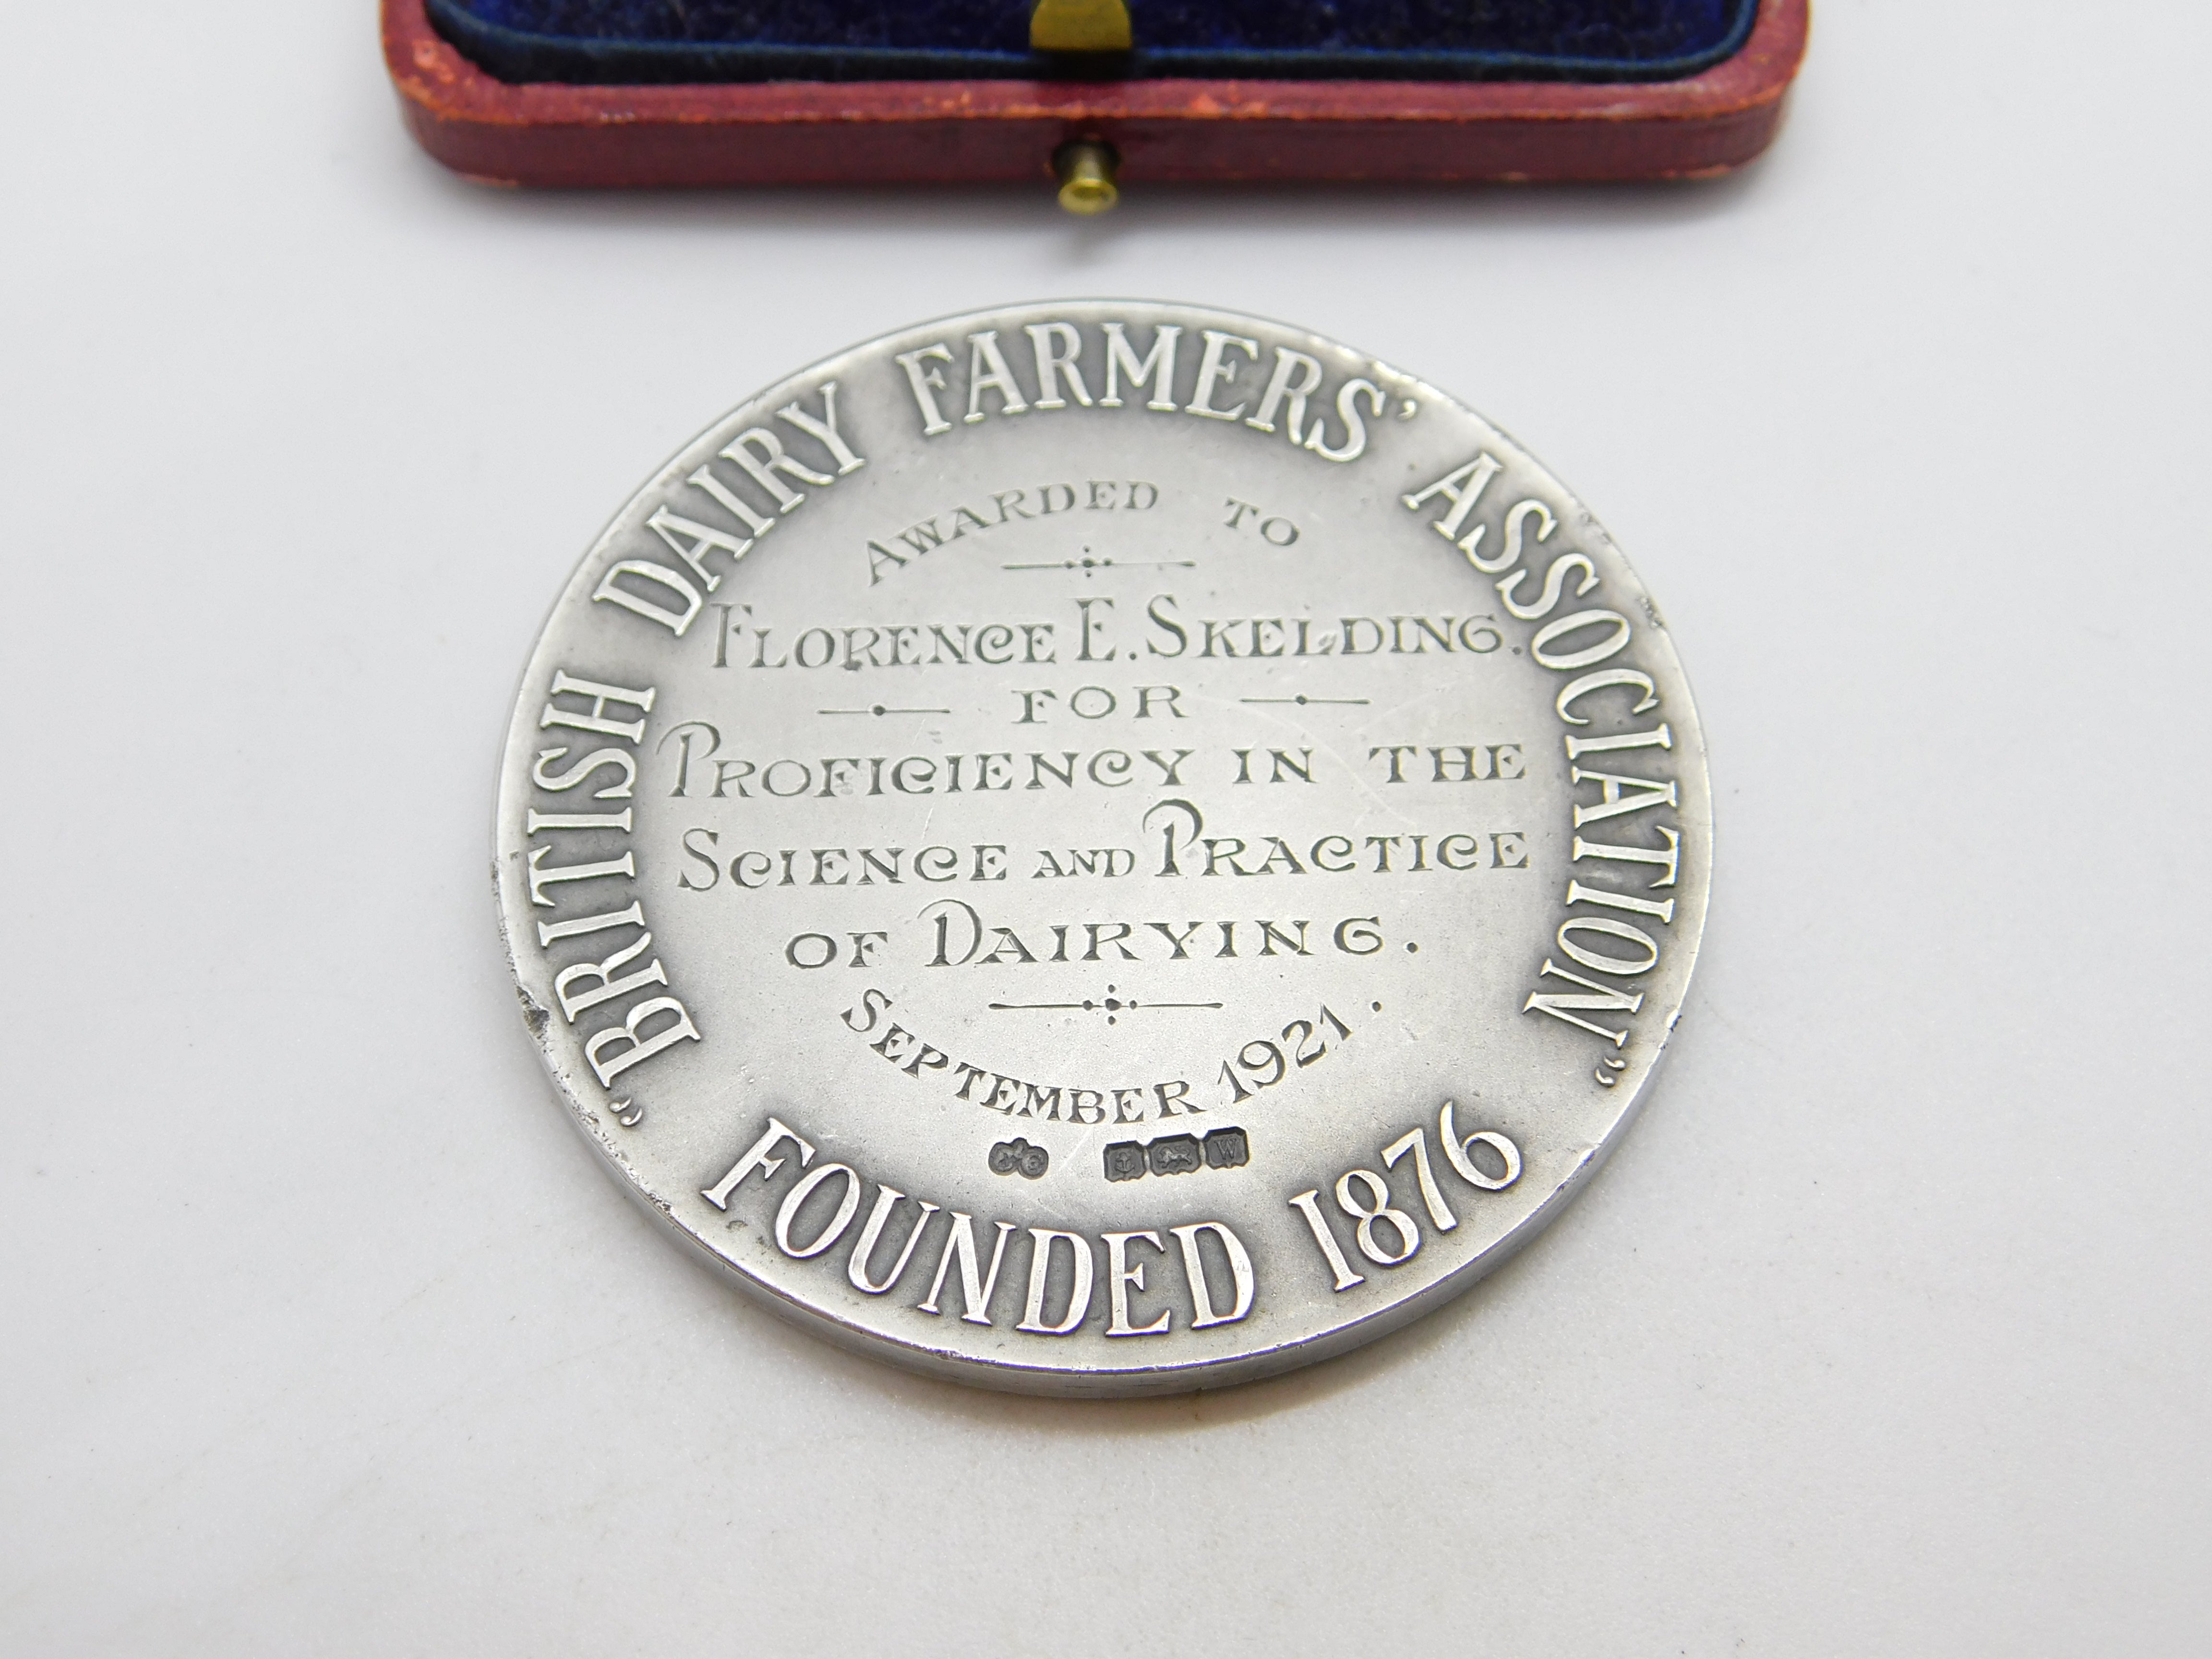 "BRITISH DAIRY FARMERS' ASSOCIATION"
AWARDED TO
FLORENCE E. SKELDING.
FOR
PROFICIENCY IN THE
SCIENCE AND PRACTICE
OF DAIRYING.
SEPTEMBER 1921.
W
FOUNDED 1876